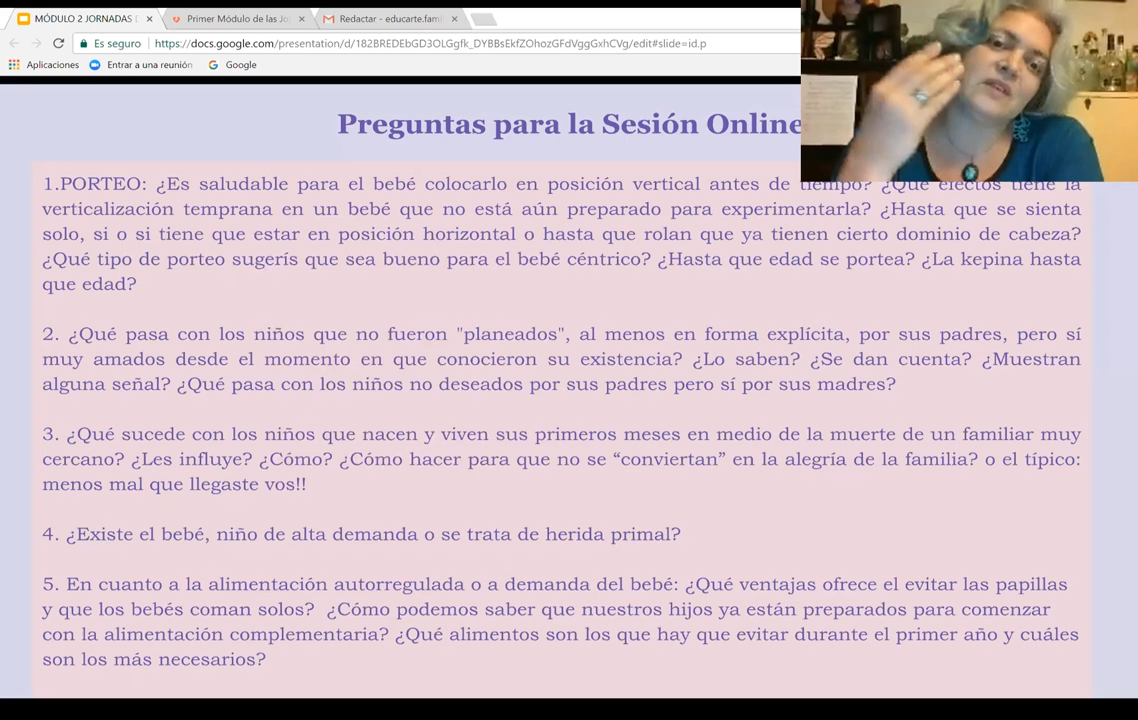 MÓDULO 2 JORNADAS
Primer Módulo de las Jo
Redactar - educarte.fam
Es seguro
https://docs.google.com/presentation/d/182BREDEbGD3OLGgfk_DYBBsEkfZOhozGFdVggGxhCVg/edit#slide=id.p
Aplicaciones
Entrar a una reunión
Google
Preguntas para la Sesión Online
1.PORTEO: ¿Es saludable para el bebé colocarlo en posición vertical antes de tiempo? ¿Qué efectos tiene la
verticalización temprana en un bebé que no está aún preparado para experimentarla? ¿Hasta que se sienta
solo, si o si tiene que estar en posición horizontal o hasta que rolan que ya tienen cierto dominio de cabeza?
¿Qué tipo de porteo sugerís que sea bueno para el bebé céntrico? ¿Hasta que edad se portea? ¿La kepina hasta
que edad?
2. ¿Qué pasa con los niños que no fueron "planeados", al menos en forma explícita, por sus padres, pero sí
muy amados desde el momento en que conocieron su existencia? ¿Lo saben? ¿Se dan cuenta? ¿Muestran
alguna señal? ¿Qué pasa con los niños no deseados por sus padres pero sí por sus madres?
3. ¿Qué sucede con los niños que nacen y viven sus primeros meses en medio de la muerte de un familiar muy
cercano? ¿Les influye? ¿Cómo? ¿Cómo hacer para que no se “conviertan” en la alegría de la familia? o el típico:
menos mal que llegaste vos!!
4. ¿Existe el bebé, niño de alta demanda o se trata de herida primal?
5. En cuanto a la alimentación autorregulada o a demanda del bebé: ¿Qué ventajas ofrece el evitar las papillas
y que los bebés coman solos? ¿Cómo podemos saber que nuestros hijos ya están preparados para comenzar
con la alimentación complementaria? ¿Qué alimentos son los que hay que evitar durante el primer año y cuáles
son los más necesarios?